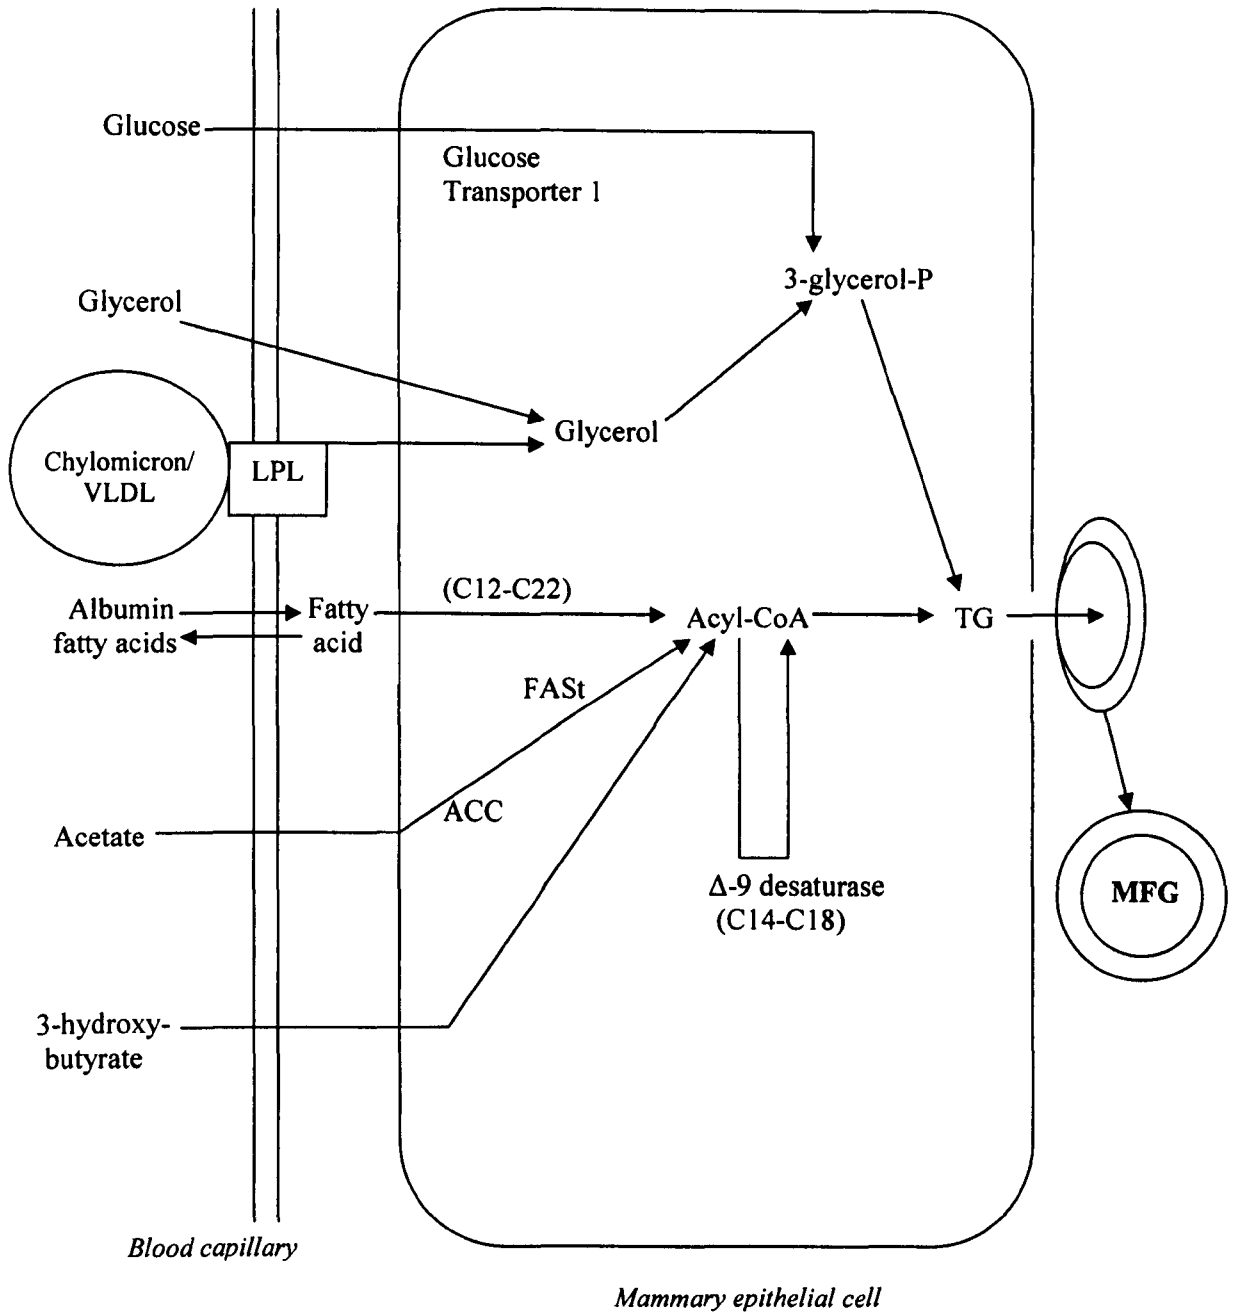 Glucose
Glucose
Transporter 1
3-glycerol-P
Glycerol
Glycerol
Chylomicron/
VLDL
LPL
(C12-C22)
Albumin
fatty acids
Fatty
acid
Acyl-CoA
TG
FASt
ACC
Acetate
Δ-9 desaturase
(C14-C18)
MFG
3-hydroxy-
butyrate
Blood capillary
Mammary epithelial cell